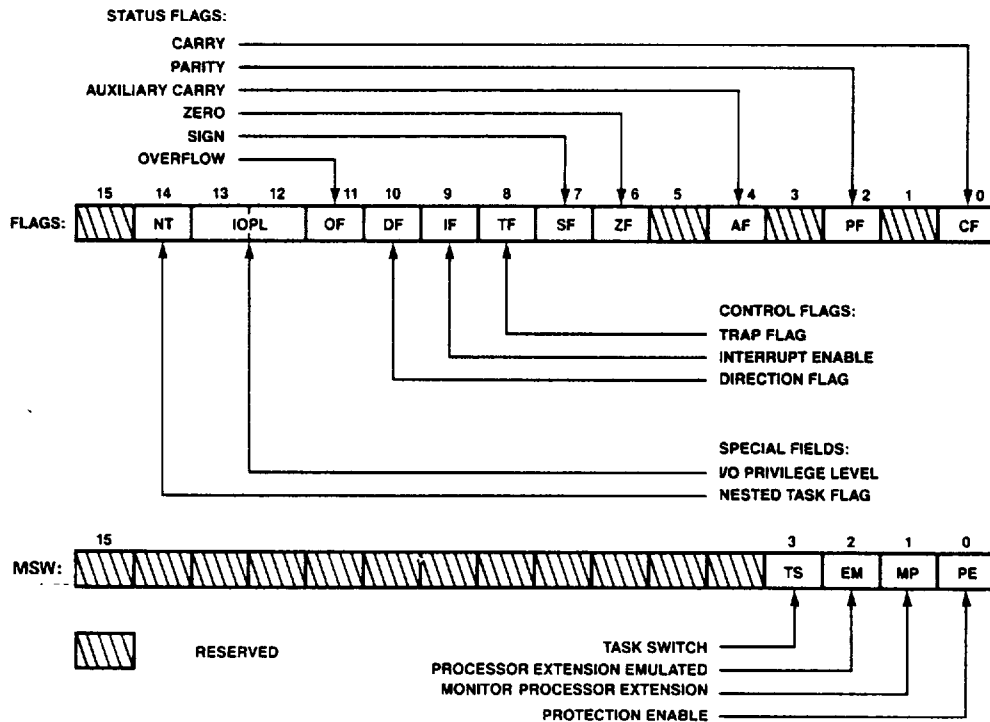 STATUS FLAGS:
CARRY
PARITY
AUXILIARY CARRY
ZERO
SIGN
OVERFLOW
15 14 13 12 11 10 9 8 7 6 5 4 3 2 1 0
FLAGS: NT IOPL OF DF IF TF SF ZF AF PF CF
CONTROL FLAGS:
TRAP FLAG
INTERRUPT ENABLE
DIRECTION FLAG
SPECIAL FIELDS:
I/O PRIVILEGE LEVEL
NESTED TASK FLAG
15 3 2 1 0
MSW: TS EM MP PE
RESERVED
TASK SWITCH
PROCESSOR EXTENSION EMULATED
MONITOR PROCESSOR EXTENSION
PROTECTION ENABLE